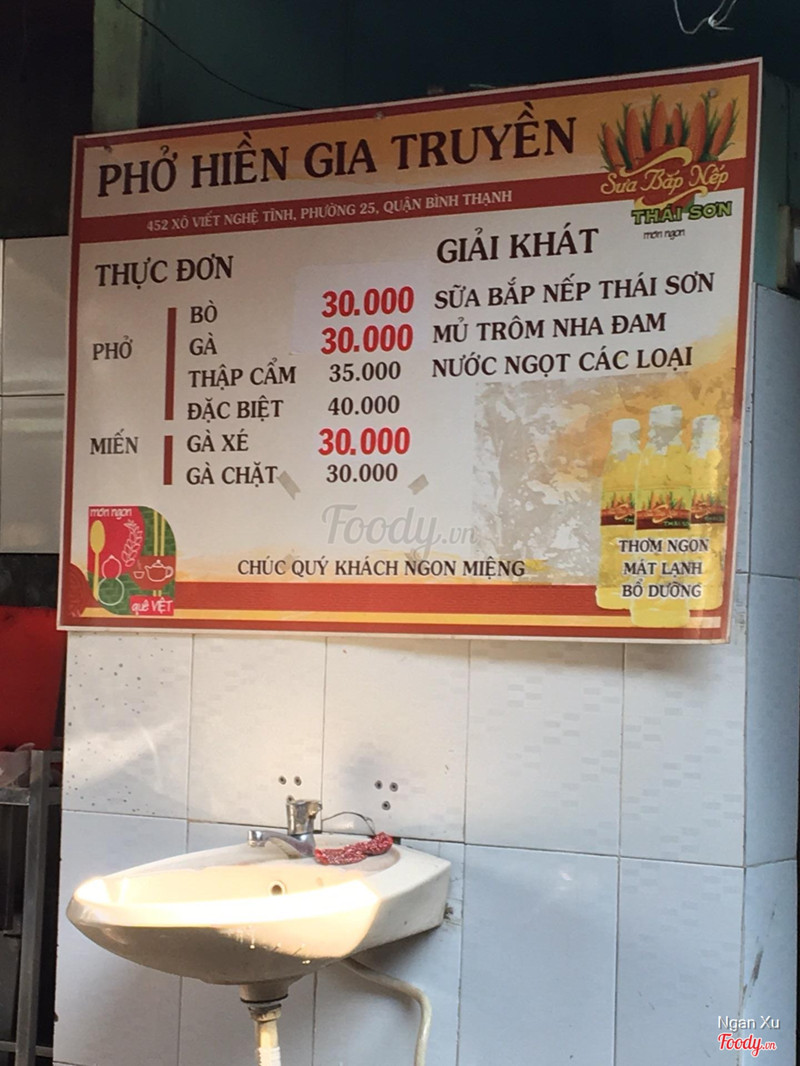 PHỞ HIỀN GIA TRUYỀN
452 XÔ VIẾT NGHỆ TĨNH, PHƯỜNG 25, QUẬN BÌNH THẠNH
Sữa Bắp Nếp
THÁI SƠN
món ngon
THỰC ĐƠN
PHỞ
BÒ 30.000
GÀ 30.000
THẬP CẨM 35.000
ĐẶC BIỆT 40.000
MIẾN
GÀ XÉ 30.000
GÀ CHẶT 30.000
GIẢI KHÁT
SỮA BẮP NẾP THÁI SƠN
MỦ TRÔM NHA ĐAM
NƯỚC NGỌT CÁC LOẠI
Foody.vn
món ngon
quê VIỆT
CHÚC QUÝ KHÁCH NGON MIỆNG
THƠM NGON
MÁT LẠNH
BỔ DƯỠNG
Ngan Xu
Foody.vn